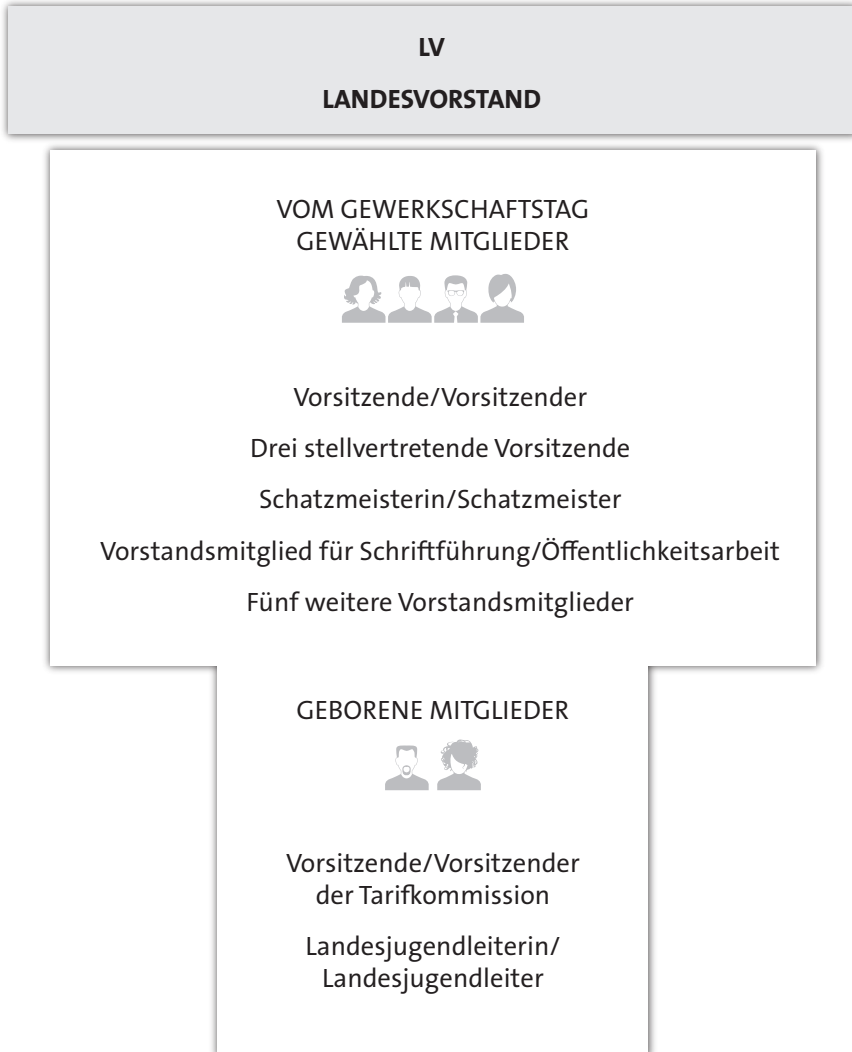 LV
LANDESVORSTAND
VOM GEWERKSCHAFTSTAG
GEWÄHLTE MITGLIEDER
Vorsitzende/Vorsitzender
Drei stellvertretende Vorsitzende
Schatzmeisterin/Schatzmeister
Vorstandsmitglied für Schriftführung/Öffentlichkeitsarbeit
Fünf weitere Vorstandsmitglieder
GEBORENE MITGLIEDER
Vorsitzende/Vorsitzender
der Tarifkommission
Landesjugendleiterin/
Landesjugendleiter